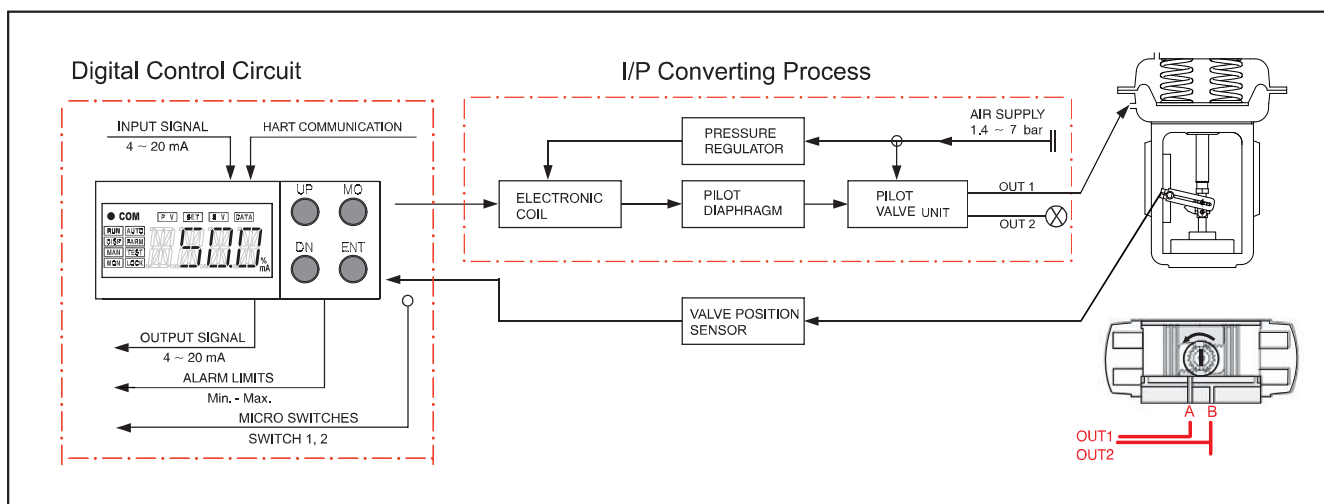 Digital Control Circuit
I/P Converting Process
INPUT SIGNAL
4 ~ 20 mA
HART COMMUNICATION
PRESSURE
REGULATOR
AIR SUPPLY
1.4 ~ 7 bar
UP
MO
DN
ENT
COM
P V
SET
S V
DATA
RUN
AUTO
DISP
PARM
MAN
TEST
MON
LOCK
50.0
%
mA
ELECTRONIC
COIL
PILOT
DIAPHRAGM
PILOT
VALVE UNIT
OUT 1
OUT 2
OUTPUT SIGNAL
4 ~ 20 mA
ALARM LIMITS
Min. - Max.
MICRO SWITCHES
SWITCH 1, 2
VALVE POSITION
SENSOR
A B
OUT1
OUT2